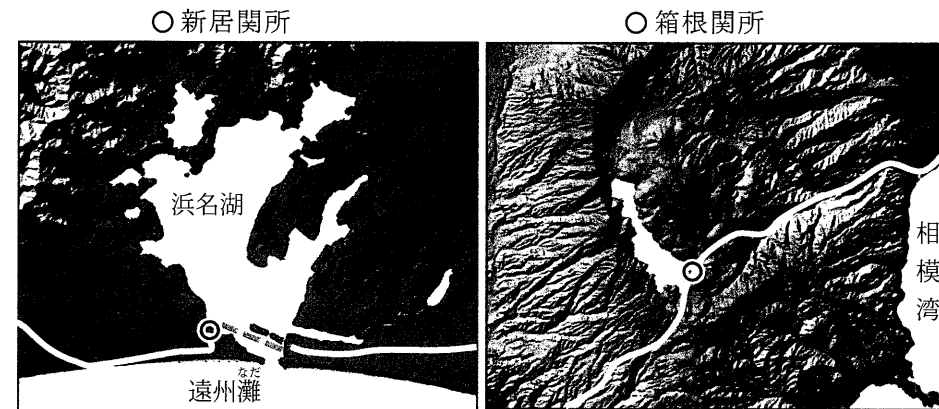 ○新居関所
○箱根関所
浜名湖
遠州灘
なだ
相模湾